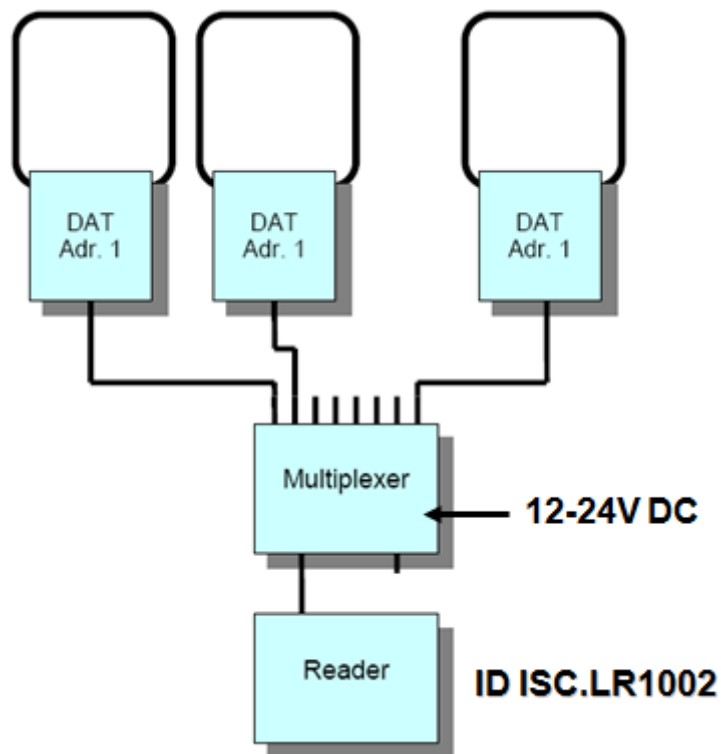 DAT
Adr. 1
DAT
Adr. 1
DAT
Adr. 1
Multiplexer
12-24V DC
Reader
ID ISC.LR1002